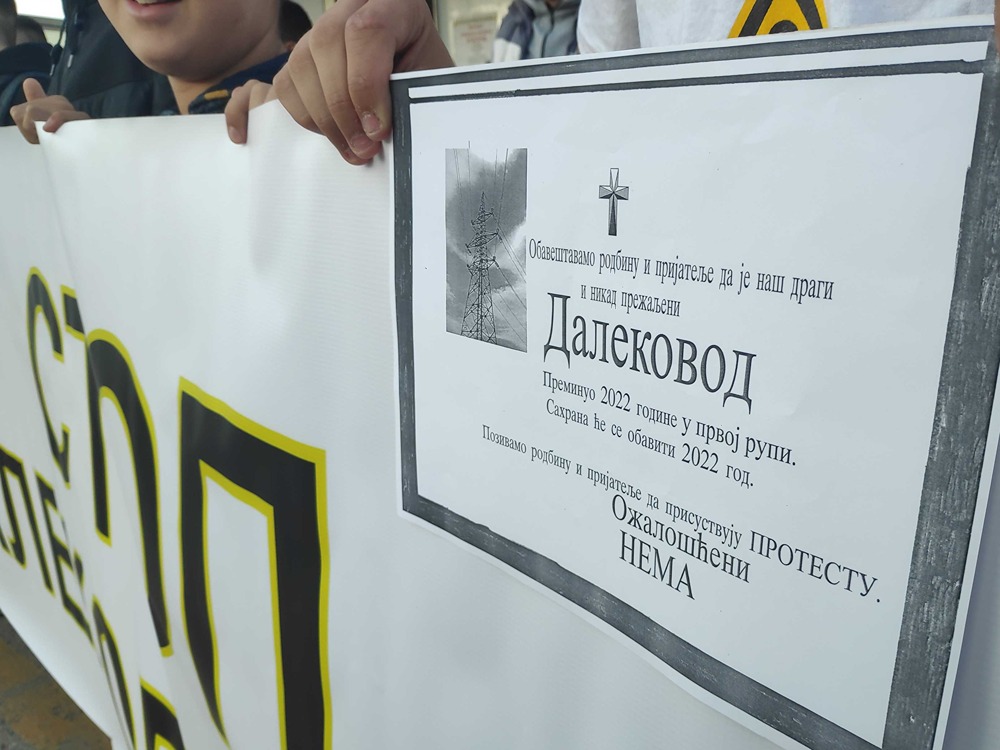 Обавештавамо родбину и пријатеље да је наш драги
и никад прежаљени
Далековод
Преминуо 2022 године у првој рупи.
Сахрана ће се обавити 2022 год.
Позивамо родбину и пријатеље да присуствују ПРОТЕСТУ.
Ожалошћени
НЕМА
СТОП